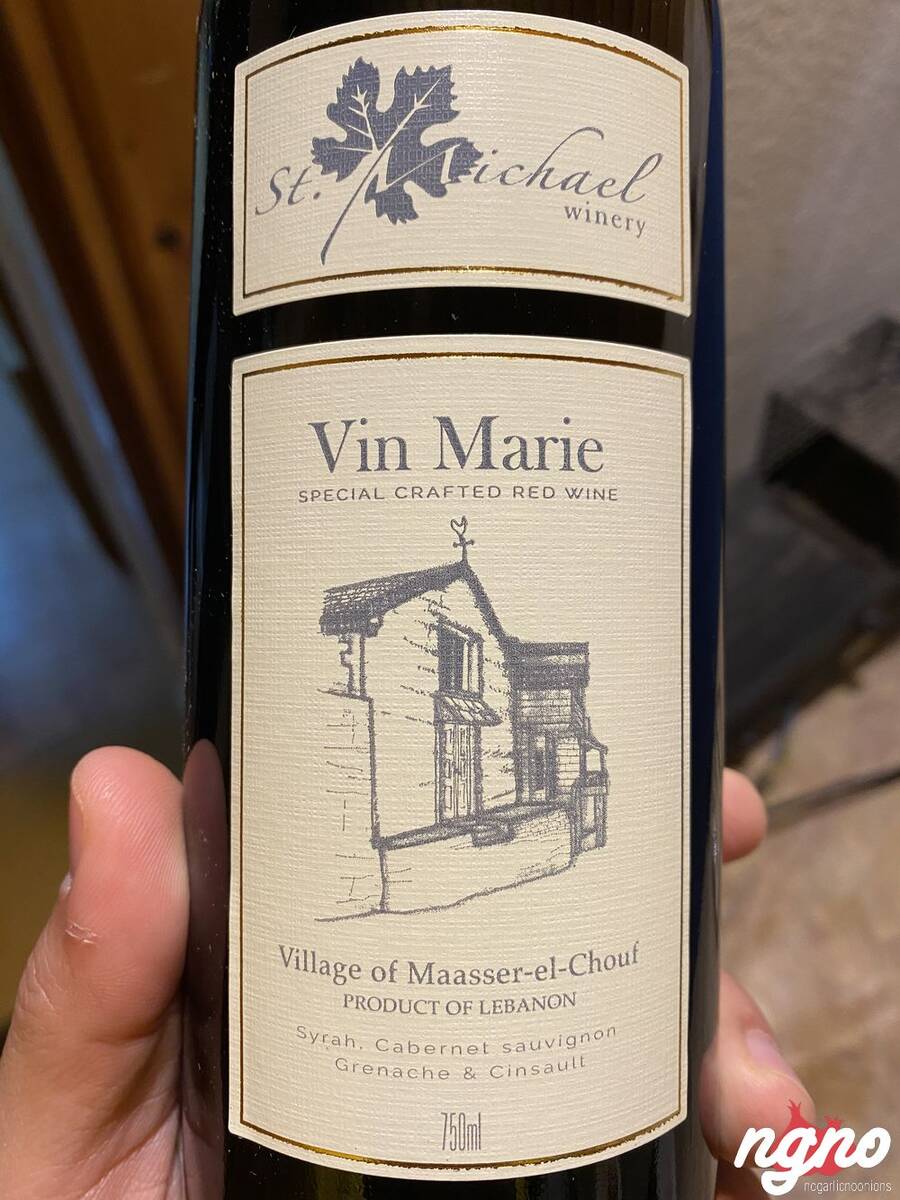 St. Michael
winery
Vin Marie
SPECIAL CRAFTED RED WINE
Village of Maasser-el-Chouf
PRODUCT OF LEBANON
Syrah, Cabernet sauvignon
Grenache & Cinsault
750ml
ngno
nogarlicnoonions